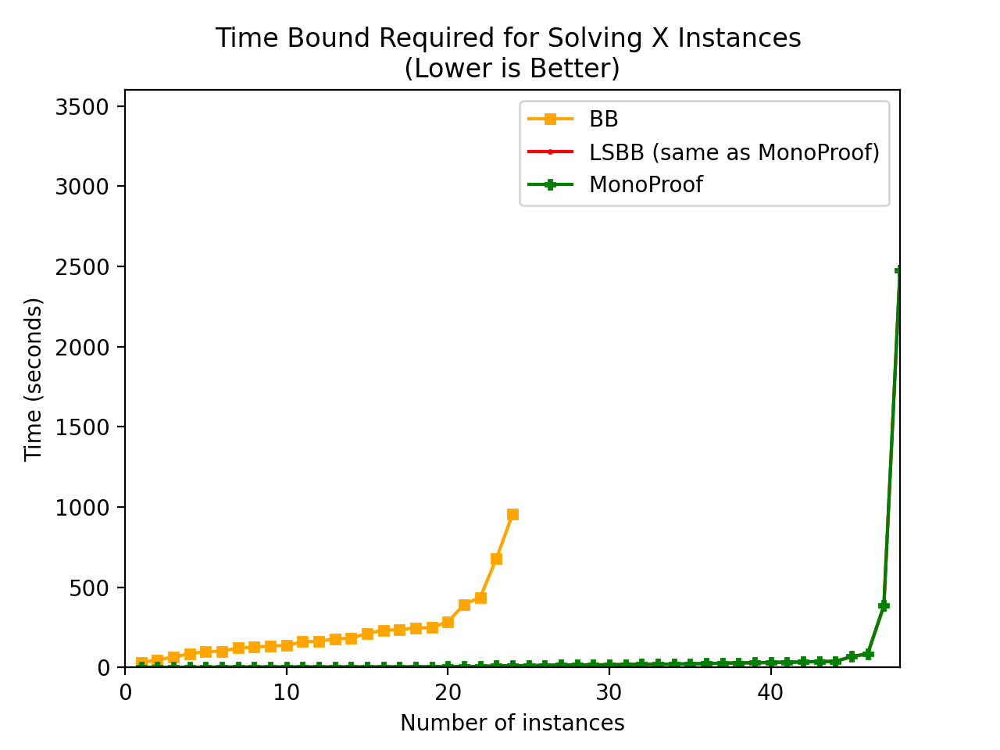 Time Bound Required for Solving X Instances
(Lower is Better)
3500
3000
2500
2000
1500
1000
500
0
Time (seconds)
BB
LSBB (same as MonoProof)
MonoProof
0 10 20 30 40
Number of instances